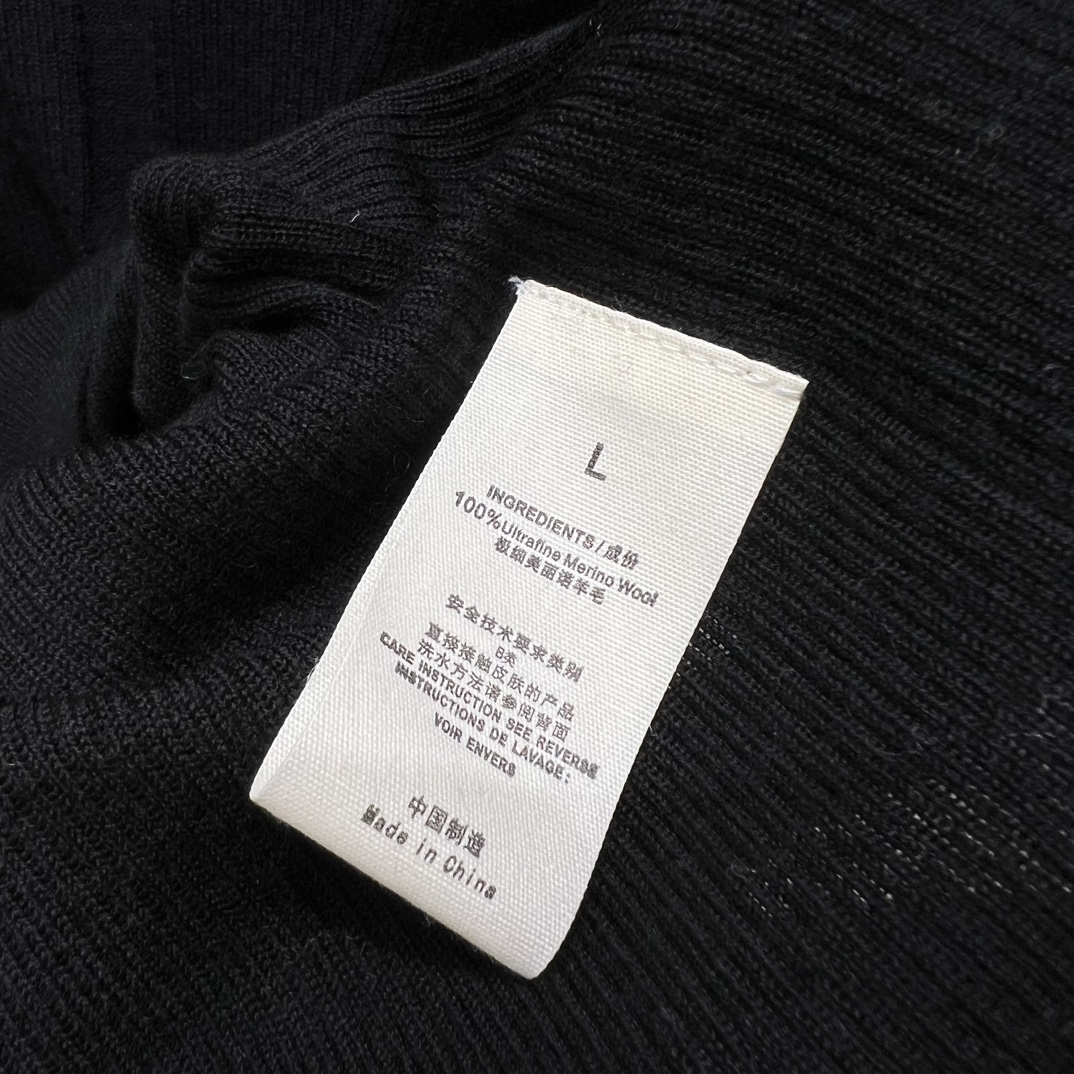 L
INGREDIENTS/成份
100%Ultrafine Merino Wool
极细美丽诺羊毛
安全技术要求类别
B类
直接接触皮肤的产品
洗水方法请参阅背面
CARE INSTRUCTION SEE REVERSE
INSTRUCTIONS DE LAVAGE:
VOIR ENVERS
中国制造
Made in China